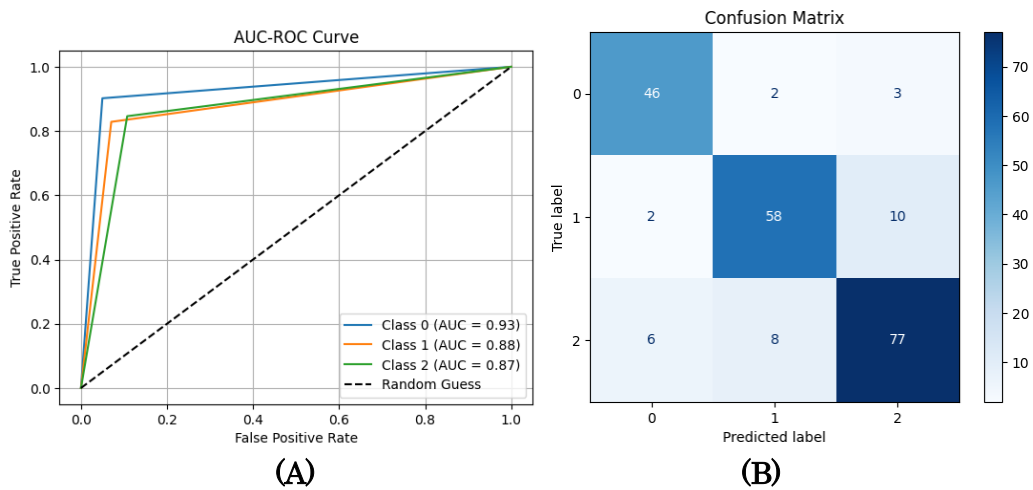 AUC-ROC Curve
True Positive Rate
1.0
0.8
0.6
0.4
0.2
0.0
0.0 0.2 0.4 0.6 0.8 1.0
False Positive Rate
Class 0 (AUC = 0.93)
Class 1 (AUC = 0.88)
Class 2 (AUC = 0.87)
Random Guess
(A)
Confusion Matrix
True label
0 46 2 3
1 2 58 10
2 6 8 77
0 1 2
Predicted label
70
60
50
40
30
20
10
(B)